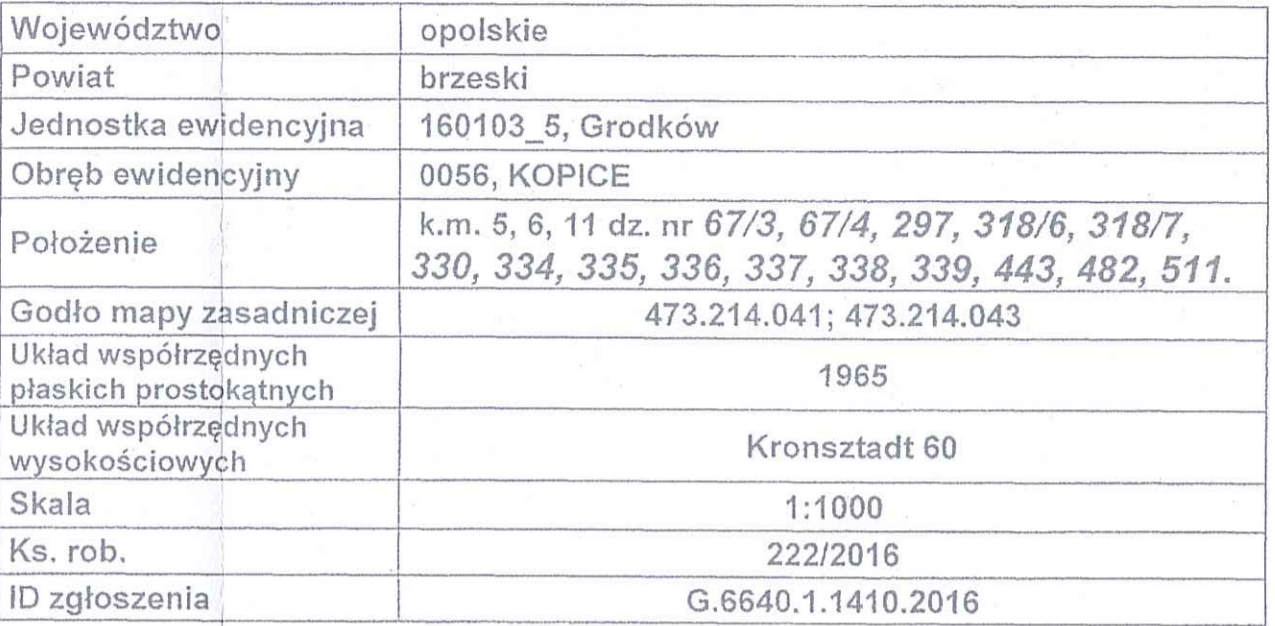 Województwo opolskie
Powiat brzeski
Jednostka ewidencyjna 160103_5, Grodków
Obręb ewidencyjny 0056, KOPICE
Położenie k.m. 5, 6, 11 dz. nr 67/3, 67/4, 297, 318/6, 318/7,
330, 334, 335, 336, 337, 338, 339, 443, 482, 511.
Godło mapy zasadniczej 473.214.041; 473.214.043
Układ współrzędnych
płaskich prostokątnych 1965
Układ współrzędnych
wysokościowych Kronsztadt 60
Skala 1:1000
Ks. rob. 222/2016
ID zgłoszenia G.6640.1.1410.2016